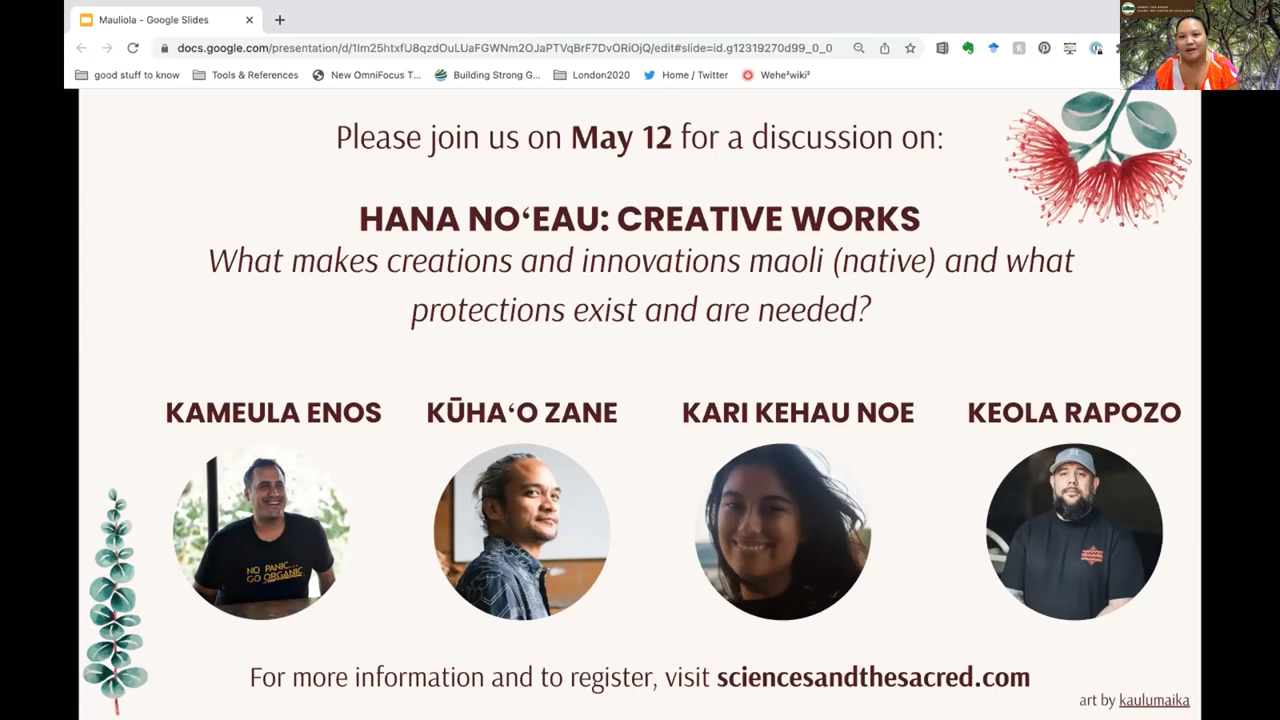 Mauliola - Google Slides
docs.google.com/presentation/d/1lm25htxfU8qzdOuLUaFGWNm2OJaPTVqBrF7DvORiOjQ/edit#slide=id.g12319270d99_0_0
good stuff to know Tools & References New OmniFocus T... Building Strong G... London2020 Home / Twitter Wehe²wiki²
Please join us on May 12 for a discussion on:
HANA NOʻEAU: CREATIVE WORKS
What makes creations and innovations maoli (native) and what
protections exist and are needed?
KAMEULA ENOS KŪHAʻO ZANE KARI KEHAU NOE KEOLA RAPOZO
NO PANIC...
GO ORGANIC.
For more information and to register, visit sciencesandthesacred.com
art by kaulumaika